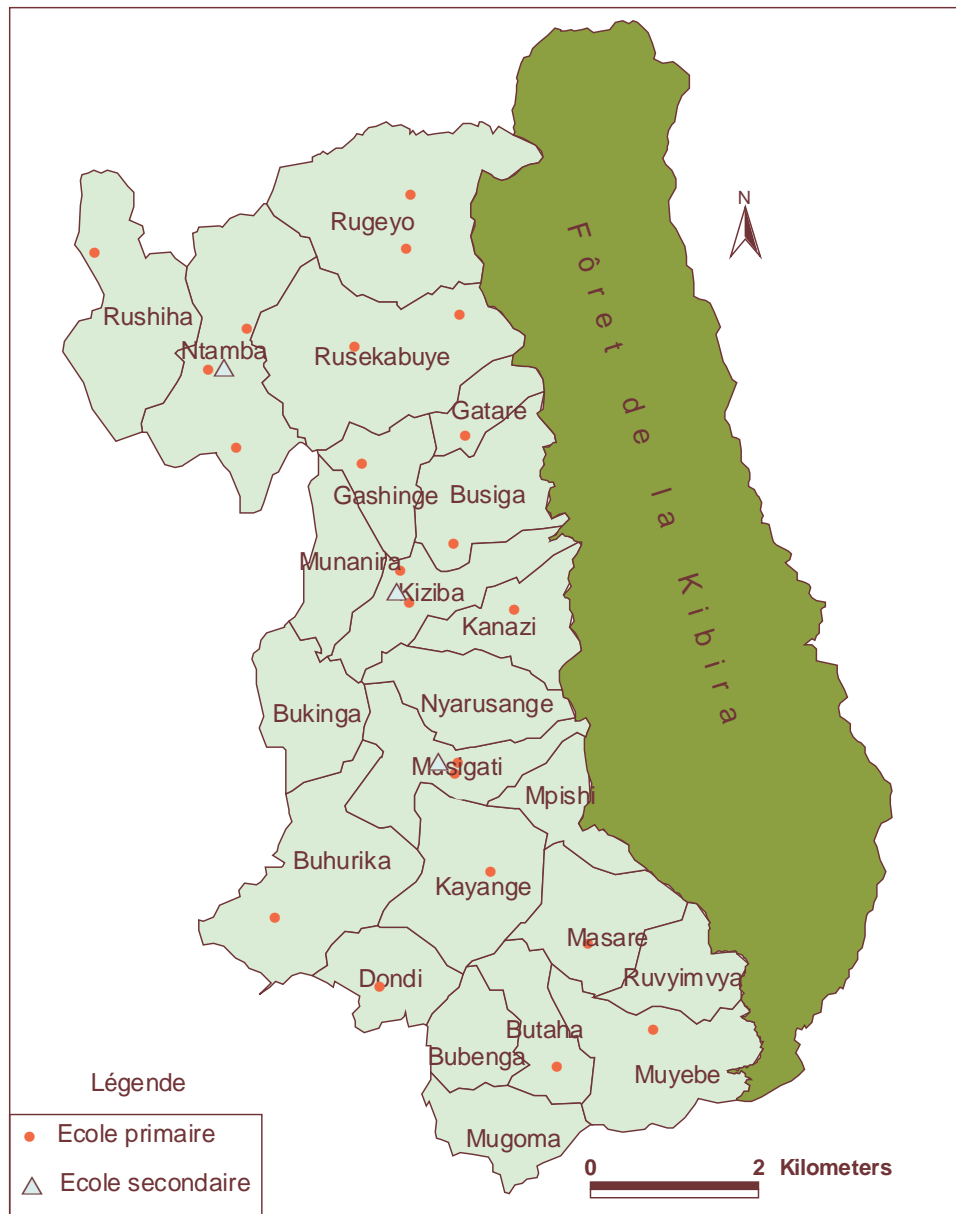 N
Rugeyo
Fôret de la Kibira
Rushiha
Ntamba
Rusekabuye
Gatare
Gashinge
Busiga
Munanira
Kiziba
Kanazi
Nyarusange
Bukinga
Masigati
Mpishi
Buhurika
Kayange
Masare
Dondi
Ruvyimvya
Butaha
Bubenga
Muyebe
Mugoma
Légende
Ecole primaire
Ecole secondaire
0 2 Kilometers